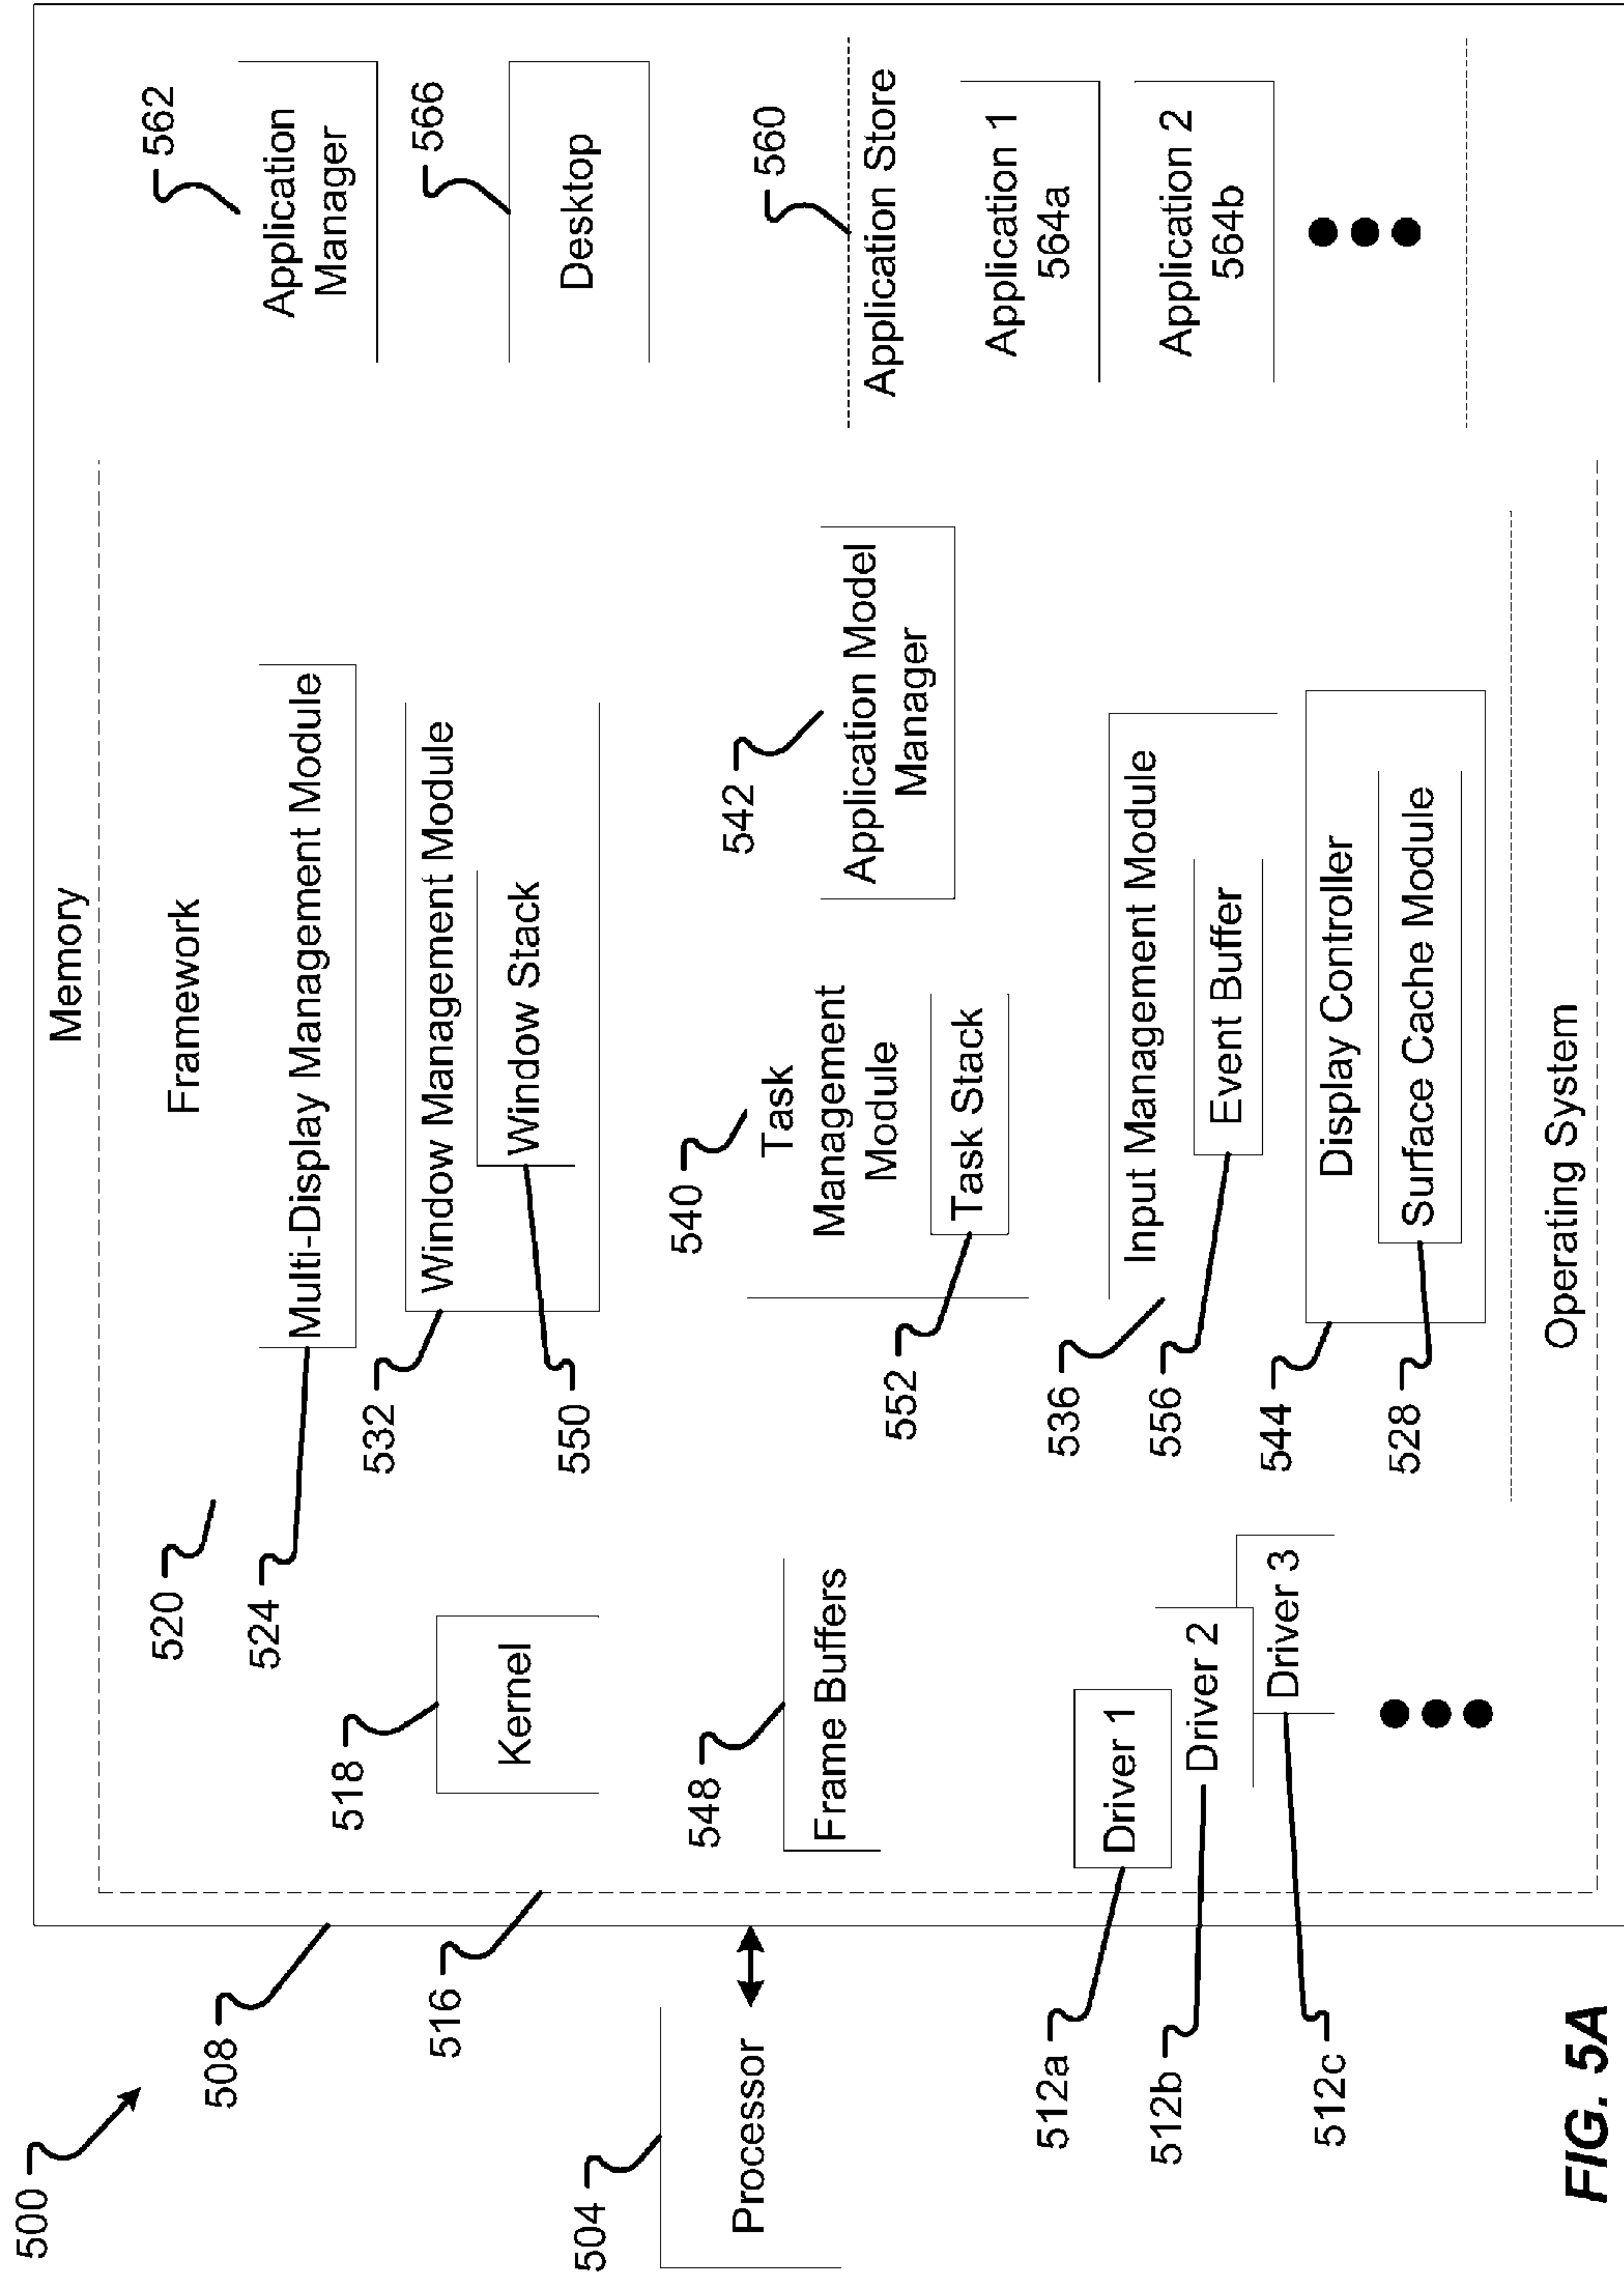 500
508
Memory
504
Processor
516
520
Framework
518
Kernel
548
Frame Buffers
512a
Driver 1
512b
Driver 2
512c
Driver 3
524
Multi-Display Management Module
532
Window Management Module
Window Stack
550
540
Task
Management
Module
552
Task Stack
542
Application Model
Manager
536
Input Management Module
556
Event Buffer
544
Display Controller
528
Surface Cache Module
Operating System
562
Application
Manager
566
Desktop
560
Application Store
Application 1
564a
Application 2
564b
FIG. 5A